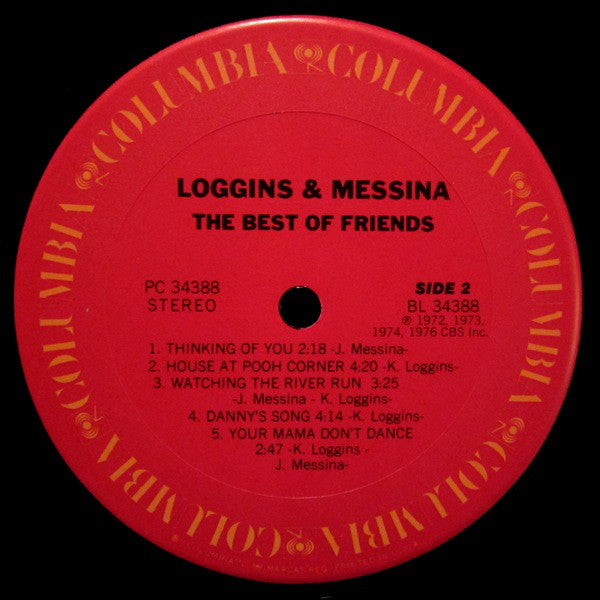 COLUMBIA COLUMBIA COLUMBIA COLUMBIA COLUMBIA COLUMBIA
LOGGINS & MESSINA
THE BEST OF FRIENDS
PC 34388
STEREO
SIDE 2
BL 34388
℗ 1972, 1973,
1974, 1976 CBS Inc.
1. THINKING OF YOU 2:18 -J. Messina-
2. HOUSE AT POOH CORNER 4:20 -K. Loggins-
3. WATCHING THE RIVER RUN 3:25
-J. Messina - K. Loggins-
4. DANNY'S SONG 4:14 -K. Loggins-
5. YOUR MAMA DON'T DANCE
2:47 -K. Loggins -
J. Messina-